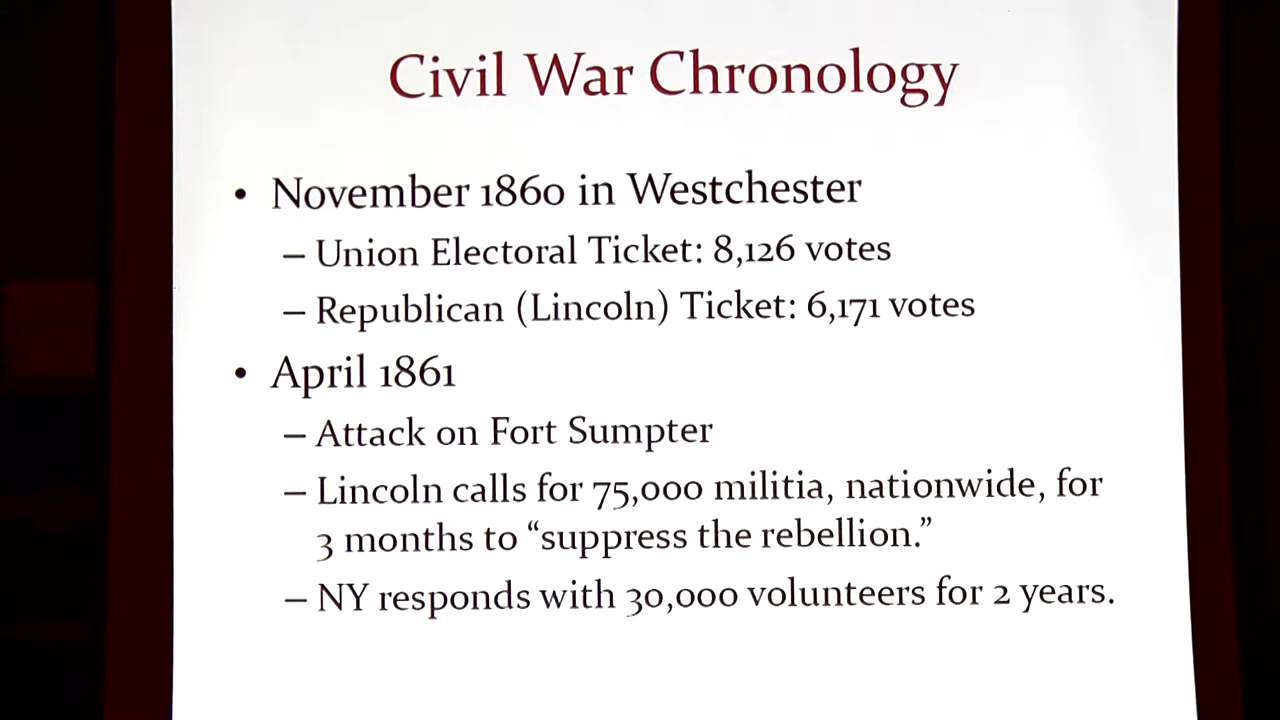 Civil War Chronology
• November 1860 in Westchester
– Union Electoral Ticket: 8,126 votes
– Republican (Lincoln) Ticket: 6,171 votes
• April 1861
– Attack on Fort Sumpter
– Lincoln calls for 75,000 militia, nationwide, for
3 months to “suppress the rebellion.”
– NY responds with 30,000 volunteers for 2 years.